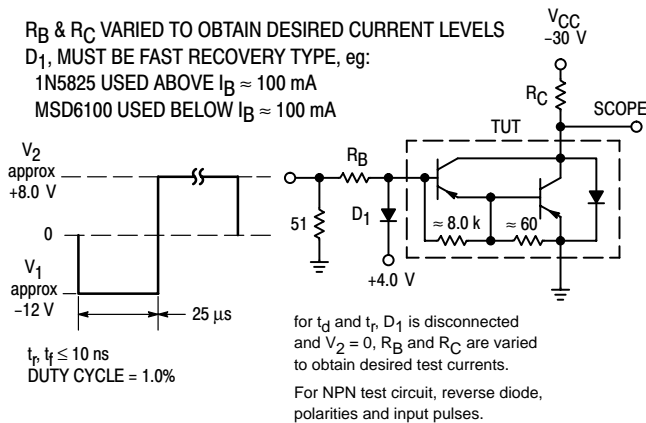 R_B & R_C VARIED TO OBTAIN DESIRED CURRENT LEVELS
D_1, MUST BE FAST RECOVERY TYPE, eg:
1N5825 USED ABOVE I_B ≈ 100 mA
MSD6100 USED BELOW I_B ≈ 100 mA
V_CC
−30 V
R_C
SCOPE
TUT
V_2
approx
+8.0 V
0
V_1
approx
−12 V
25 μs
t_r, t_f ≤ 10 ns
DUTY CYCLE = 1.0%
R_B
51
D_1
+4.0 V
≈ 8.0 k
≈ 60
for t_d and t_r, D_1 is disconnected
and V_2 = 0, R_B and R_C are varied
to obtain desired test currents.
For NPN test circuit, reverse diode,
polarities and input pulses.